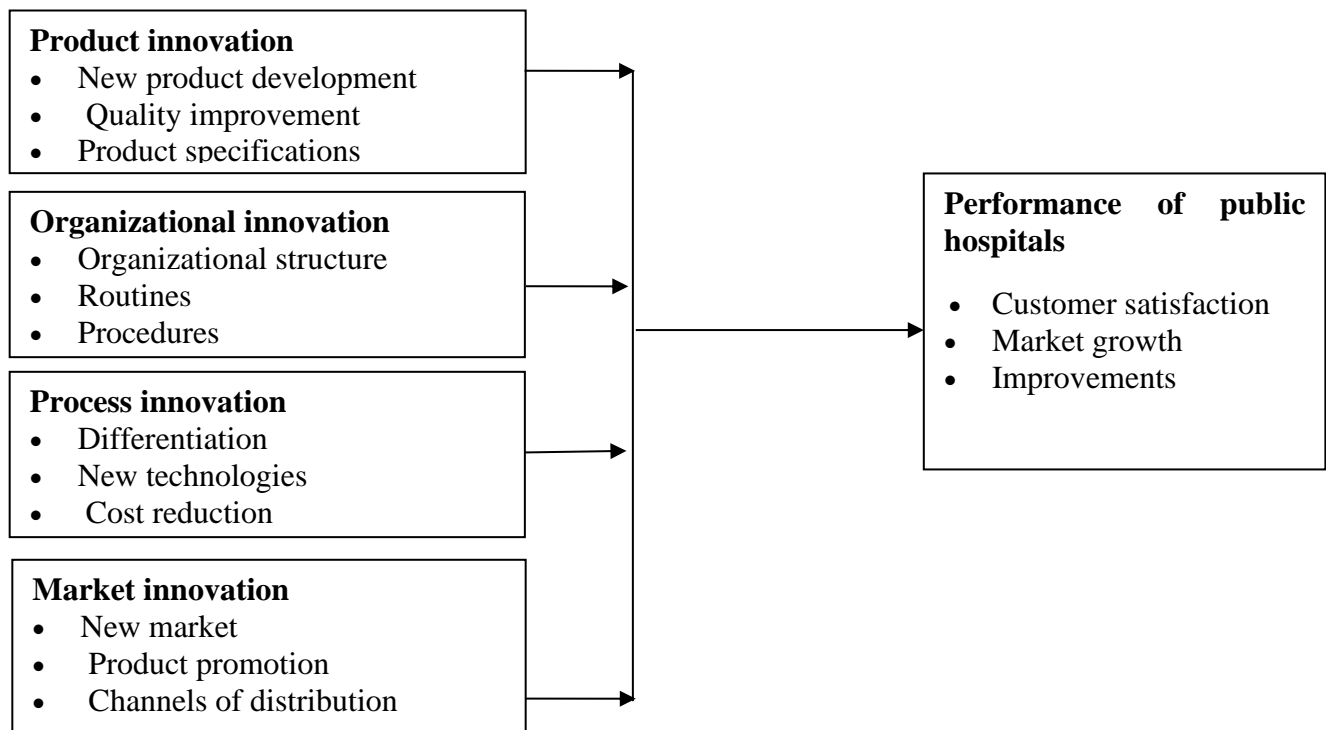 Product innovation
• New product development
• Quality improvement
• Product specifications
Organizational innovation
• Organizational structure
• Routines
• Procedures
Process innovation
• Differentiation
• New technologies
• Cost reduction
Market innovation
• New market
• Product promotion
• Channels of distribution
Performance of public
hospitals
• Customer satisfaction
• Market growth
• Improvements